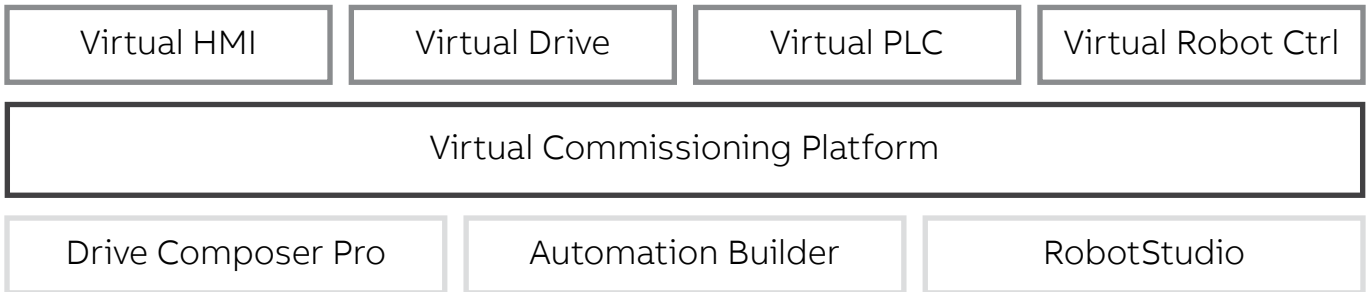 Virtual HMI
Virtual Drive
Virtual PLC
Virtual Robot Ctrl
Virtual Commissioning Platform
Drive Composer Pro
Automation Builder
RobotStudio